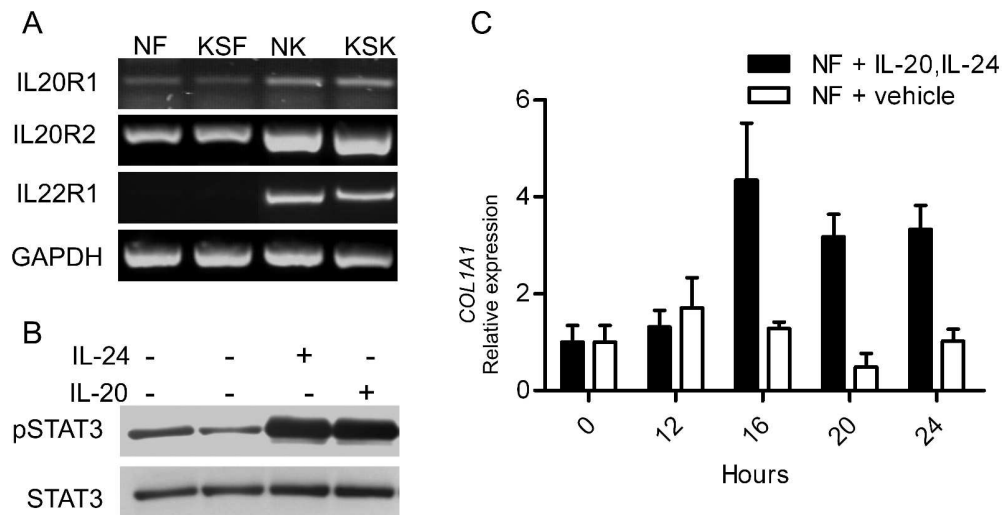 A
NF KSF NK KSK
IL20R1
IL20R2
IL22R1
GAPDH
B
IL-24 - - + -
IL-20 - - - +
pSTAT3
STAT3
C
NF + IL-20,IL-24
NF + vehicle
COL1A1
Relative expression
6
4
2
0
0 12 16 20 24
Hours